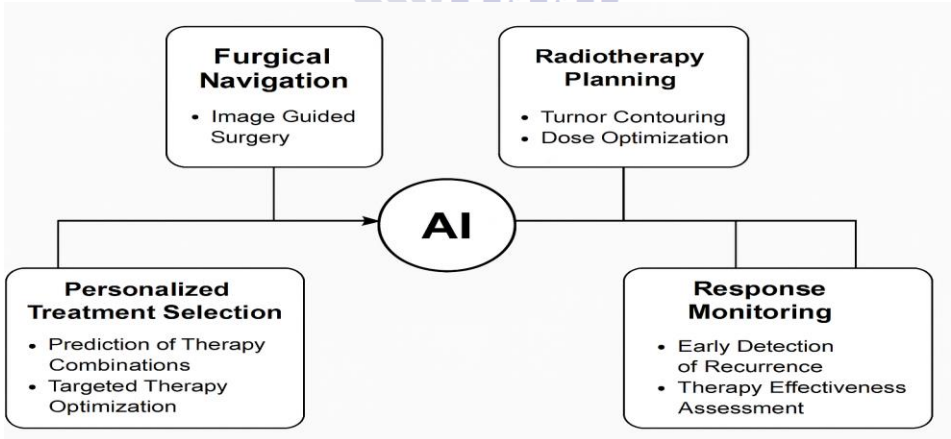 Furgical
Navigation
• Image Guided
Surgery
Radiotherapy
Planning
• Turnor Contouring
• Dose Optimization
AI
Personalized
Treatment Selection
• Prediction of Therapy
Combinations
• Targeted Therapy
Optimization
Response
Monitoring
• Early Detection
of Recurrence
• Therapy Effectiveness
Assessment